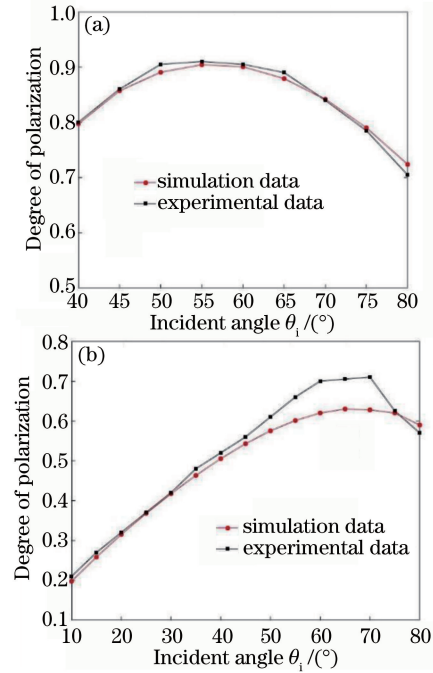 (a)
1.0
0.9
0.8
0.7
0.6
0.5
Degree of polarization
simulation data
experimental data
40 45 50 55 60 65 70 75 80
Incident angle θi /(°)
(b)
0.8
0.7
0.6
0.5
0.4
0.3
0.2
0.1
Degree of polarization
simulation data
experimental data
10 20 30 40 50 60 70 80
Incident angle θi /(°)